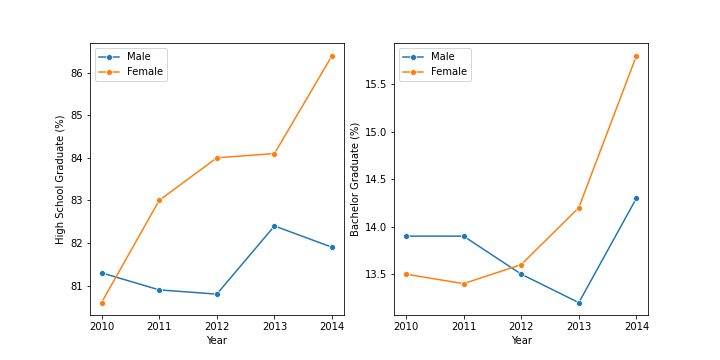 Male
Female
86
85
84
83
82
81
High School Graduate (%)
2010 2011 2012 2013 2014
Year
Male
Female
15.5
15.0
14.5
14.0
13.5
Bachelor Graduate (%)
2010 2011 2012 2013 2014
Year